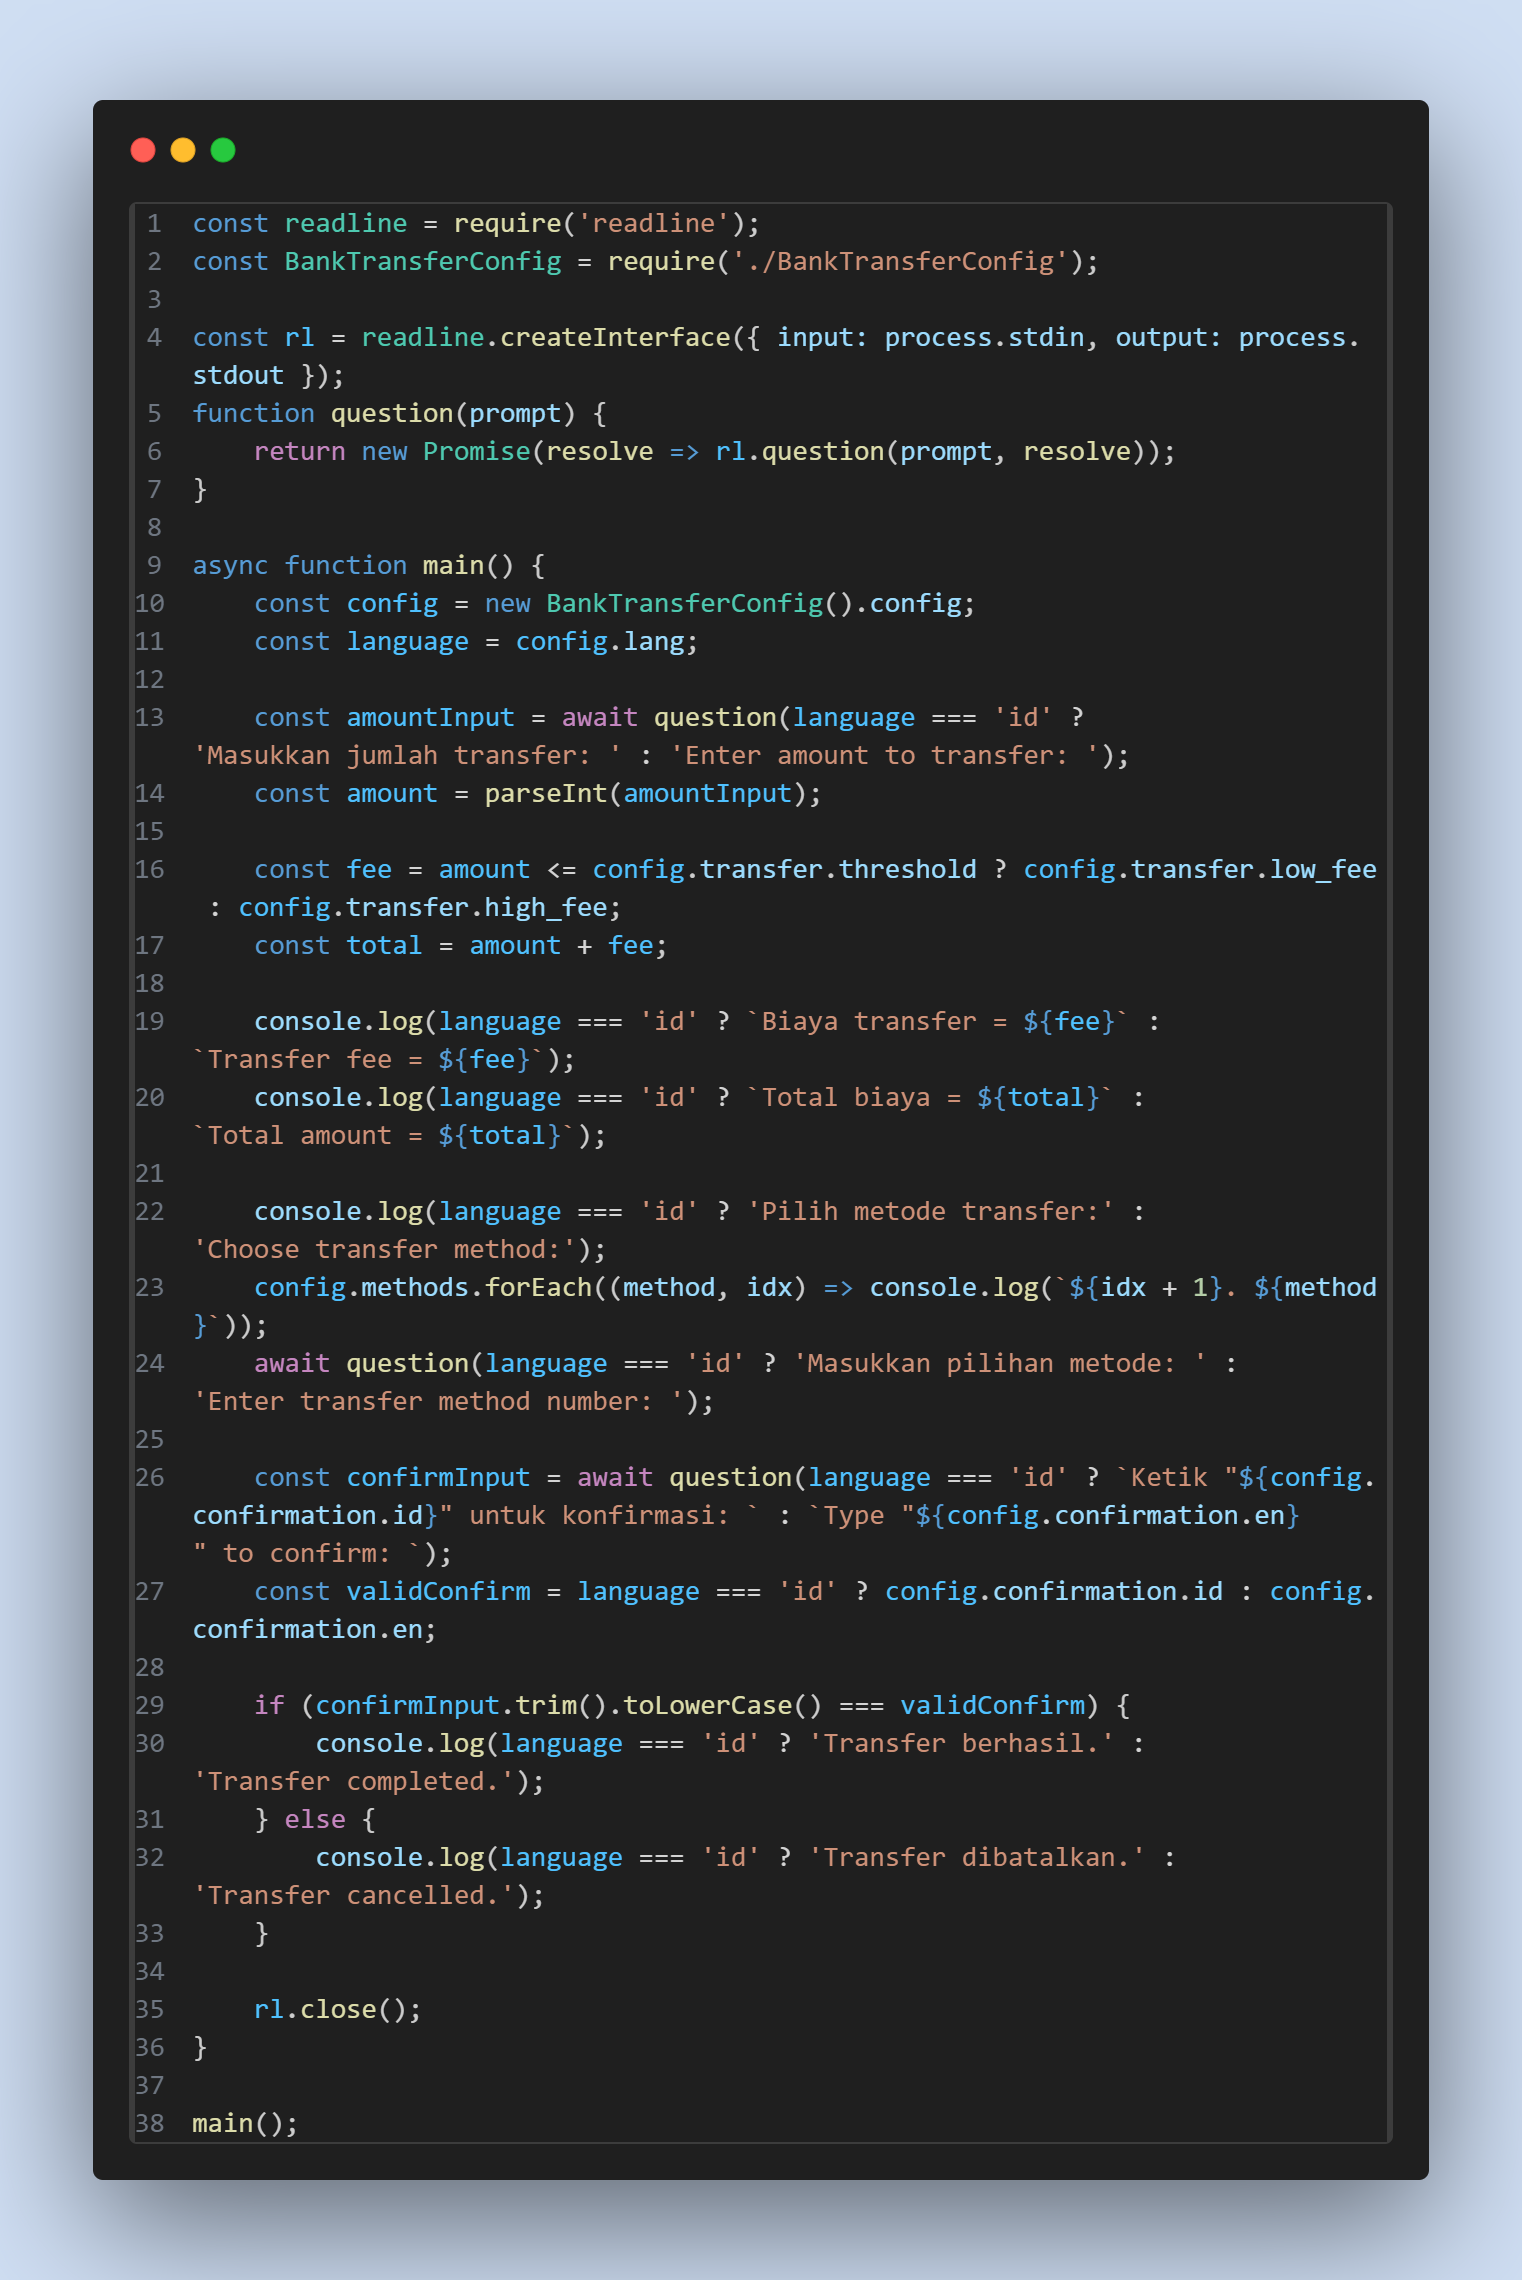 1 const readline = require('readline');
2 const BankTransferConfig = require('./BankTransferConfig');
3
4 const rl = readline.createInterface({ input: process.stdin, output: process.
stdout });
5 function question(prompt) {
6     return new Promise(resolve => rl.question(prompt, resolve));
7 }
8
9 async function main() {
10     const config = new BankTransferConfig().config;
11     const language = config.lang;
12
13     const amountInput = await question(language === 'id' ?
'Masukkan jumlah transfer: ' : 'Enter amount to transfer: ');
14     const amount = parseInt(amountInput);
15
16     const fee = amount <= config.transfer.threshold ? config.transfer.low_fee
 : config.transfer.high_fee;
17     const total = amount + fee;
18
19     console.log(language === 'id' ? `Biaya transfer = ${fee}` :
`Transfer fee = ${fee}`);
20     console.log(language === 'id' ? `Total biaya = ${total}` :
`Total amount = ${total}`);
21
22     console.log(language === 'id' ? 'Pilih metode transfer:' :
'Choose transfer method:');
23     config.methods.forEach((method, idx) => console.log(`${idx + 1}. ${method
}`));
24     await question(language === 'id' ? 'Masukkan pilihan metode: ' :
'Enter transfer method number: ');
25
26     const confirmInput = await question(language === 'id' ? `Ketik "${config.
confirmation.id}" untuk konfirmasi: ` : `Type "${config.confirmation.en}
" to confirm: `);
27     const validConfirm = language === 'id' ? config.confirmation.id : config.
confirmation.en;
28
29     if (confirmInput.trim().toLowerCase() === validConfirm) {
30         console.log(language === 'id' ? 'Transfer berhasil.' :
'Transfer completed.');
31     } else {
32         console.log(language === 'id' ? 'Transfer dibatalkan.' :
'Transfer cancelled.');
33     }
34
35     rl.close();
36 }
37
38 main();